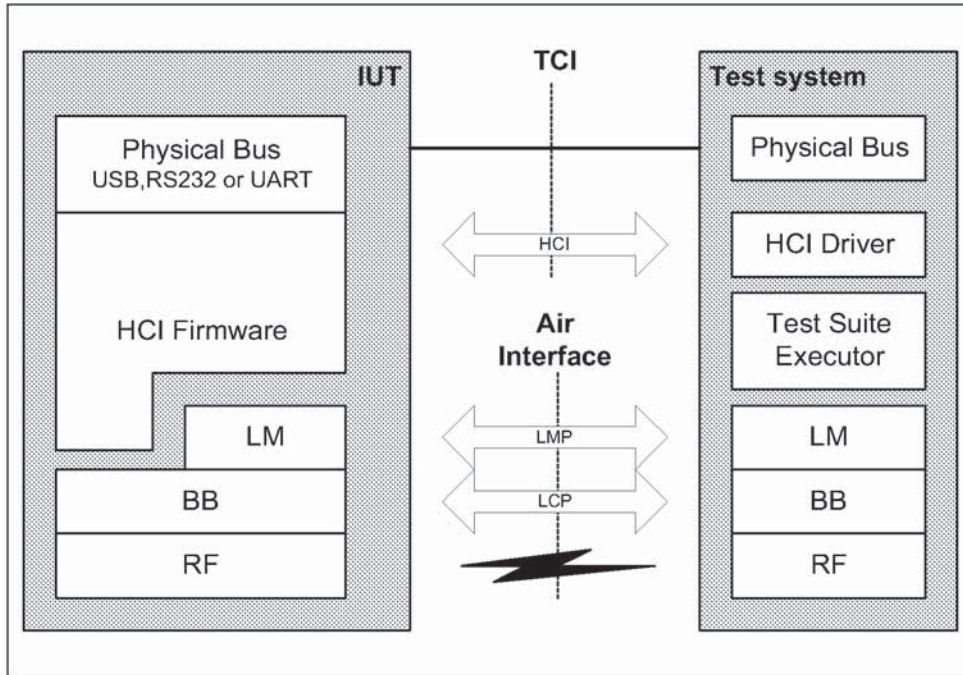 IUT
Physical Bus
USB,RS232 or UART
HCI Firmware
LM
BB
RF
TCI
HCI
Air
Interface
LMP
LCP
Test system
Physical Bus
HCI Driver
Test Suite
Executor
LM
BB
RF